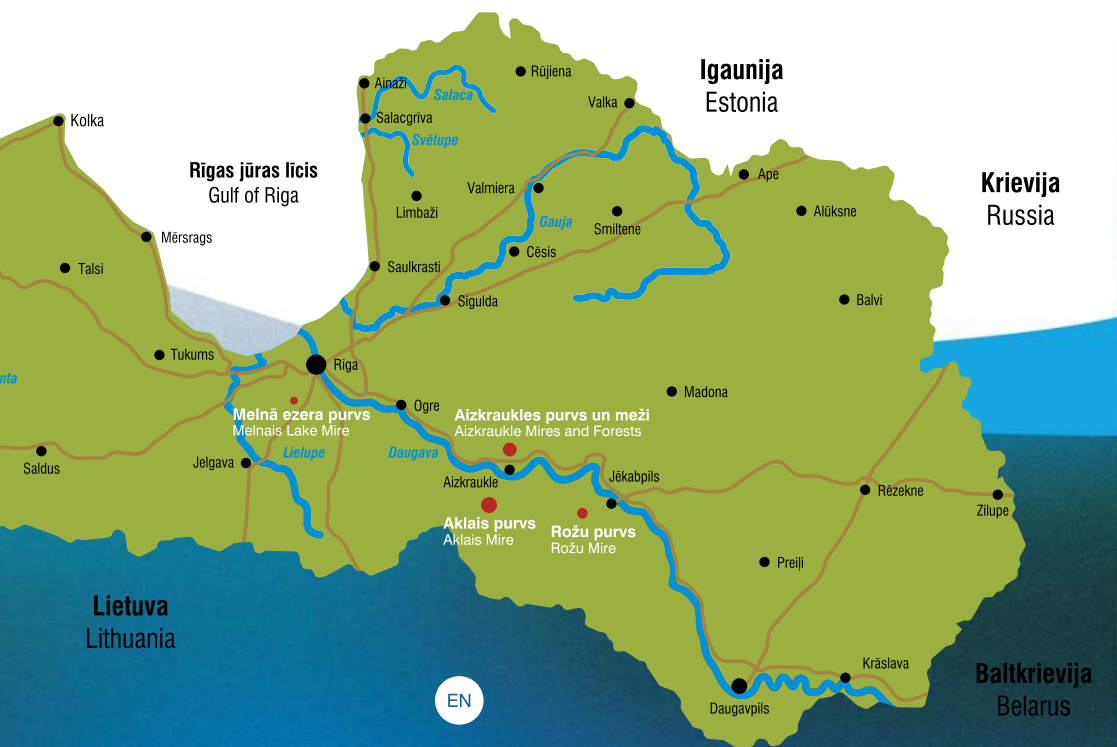 Igaunija
Estonia
Rūjiena
Ainaži
Salaca
Valka
Salacgrīva
Kolka
Svētupe
Rīgas jūras līcis
Gulf of Riga
Ape
Krievija
Russia
Valmiera
Limbaži
Gauja
Smiltene
Alūksne
Mērsrags
Cēsis
Talsi
Saulkrasti
Sigulda
Balvi
Tukums
Rīga
nta
Madona
Ogre
Melnā ezera purvs
Melnais Lake Mire
Aizkraukles purvs un meži
Aizkraukle Mires and Forests
Lielupe
Daugava
Saldus
Jelgava
Aizkraukle
Jēkabpils
Rēzekne
Zilupe
Aklais purvs
Aklais Mire
Rožu purvs
Rožu Mire
Preiļi
Lietuva
Lithuania
Krāslava
Baltkrievija
Belarus
EN
Daugavpils